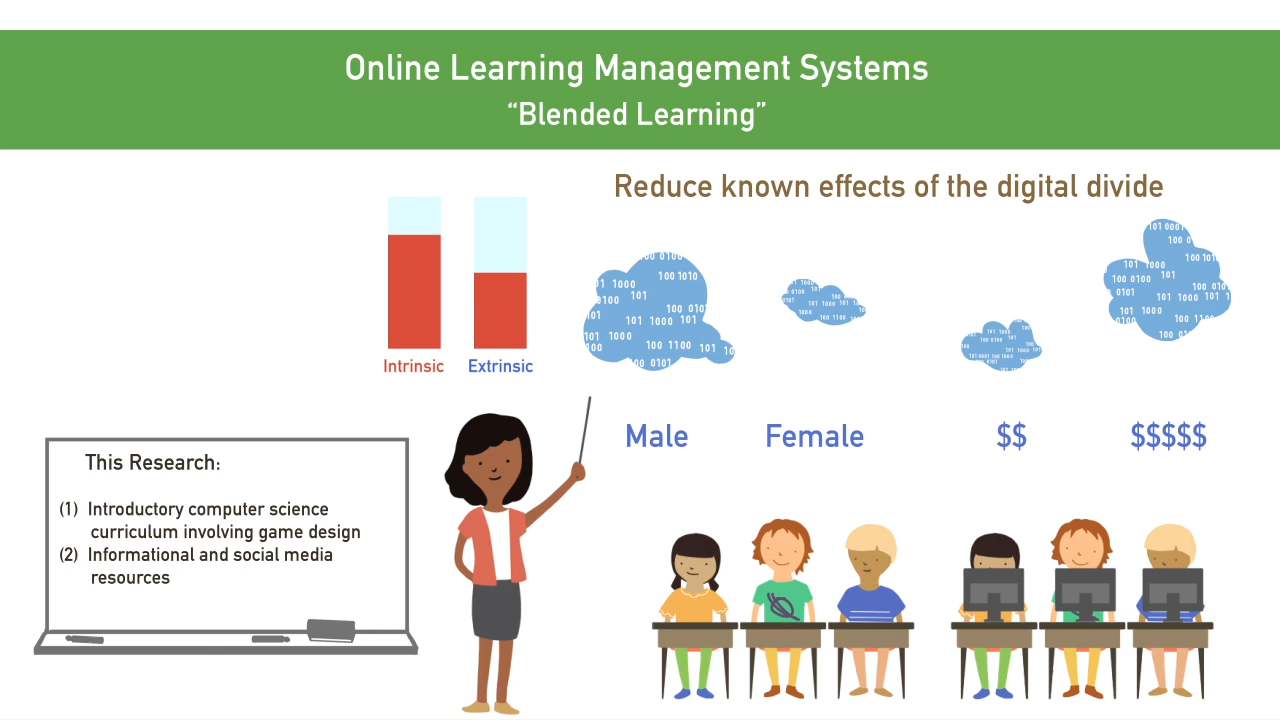 Online Learning Management Systems
“Blended Learning”
Reduce known effects of the digital divide
Intrinsic Extrinsic
Male Female $$ $$$$$
This Research:
(1) Introductory computer science
curriculum involving game design
(2) Informational and social media
resources